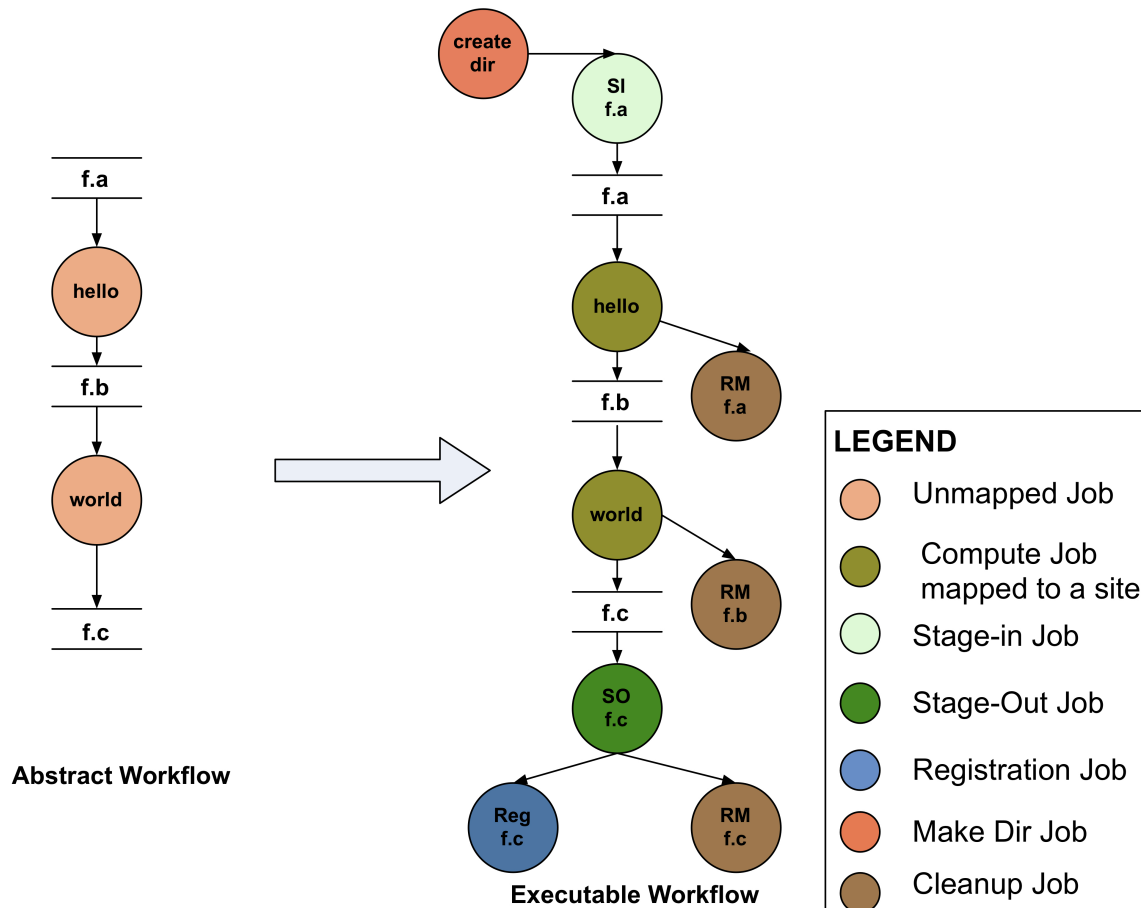 f.a
hello
f.b
world
f.c
Abstract Workflow
create
dir
SI
f.a
f.a
hello
RM
f.a
f.b
world
RM
f.b
f.c
SO
f.c
Reg
f.c
RM
f.c
Executable Workflow
LEGEND
Unmapped Job
Compute Job
mapped to a site
Stage-in Job
Stage-Out Job
Registration Job
Make Dir Job
Cleanup Job